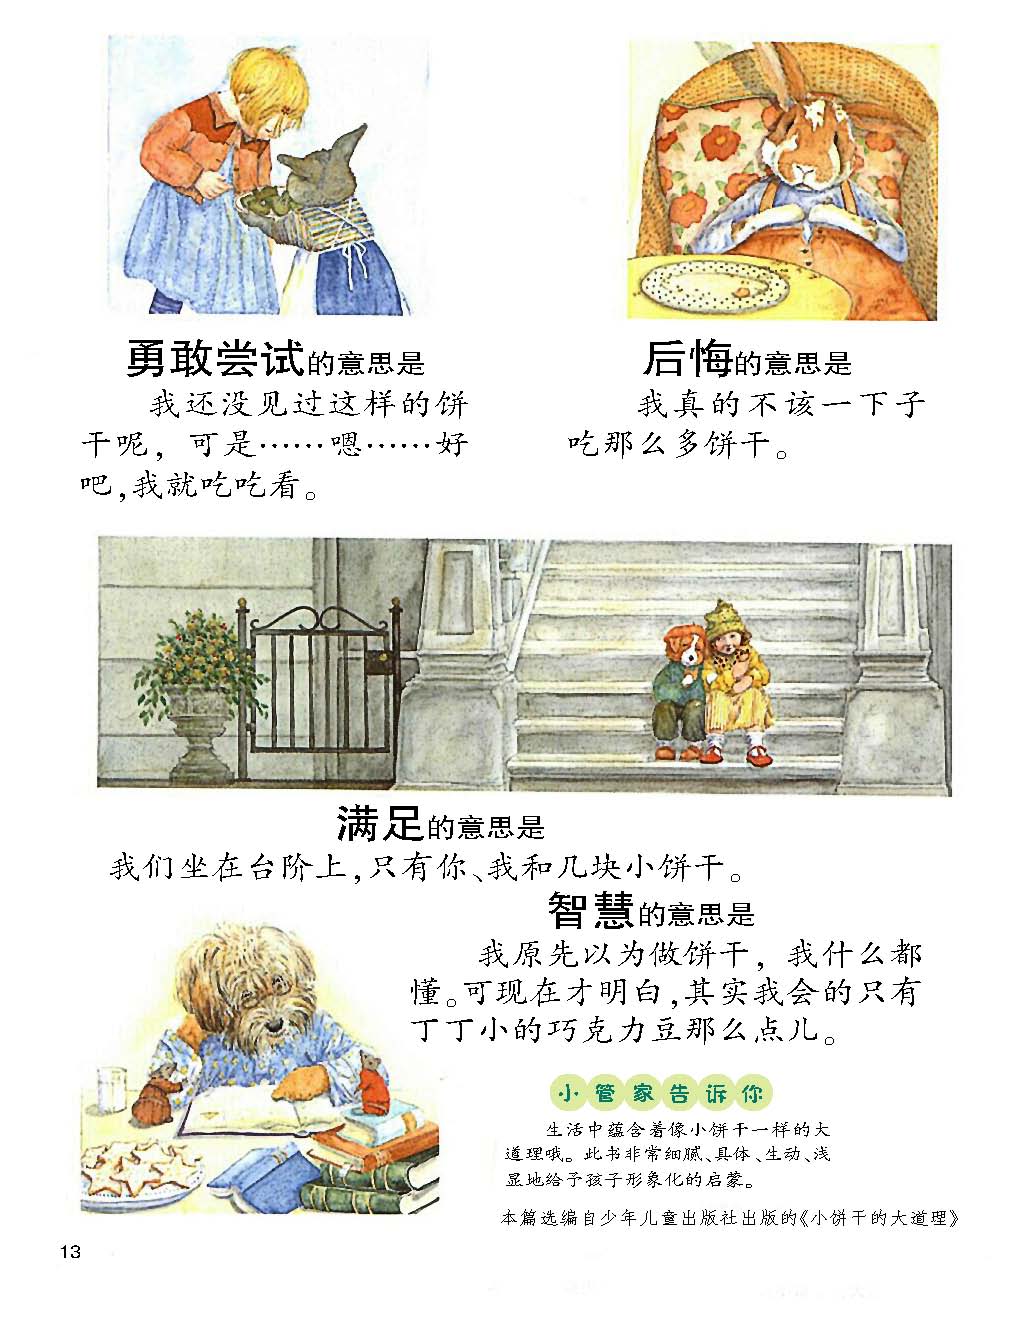 勇敢尝试的意思是
我还没见过这样的饼
干呢，可是……嗯……好
吧，我就吃吃看。
后悔的意思是
我真的不该一下子
吃那么多饼干。
满足的意思是
我们坐在台阶上，只有你、我和几块小饼干。
智慧的意思是
我原先以为做饼干，我什么都
懂。可现在才明白，其实我会的只有
丁丁小的巧克力豆那么点儿。
小管家告诉你
生活中蕴含着像小饼干一样的大
道理哦。此书非常细腻、具体、生动、浅
显地给予孩子形象化的启蒙。
本篇选编自少年儿童出版社出版的《小饼干的大道理》
13